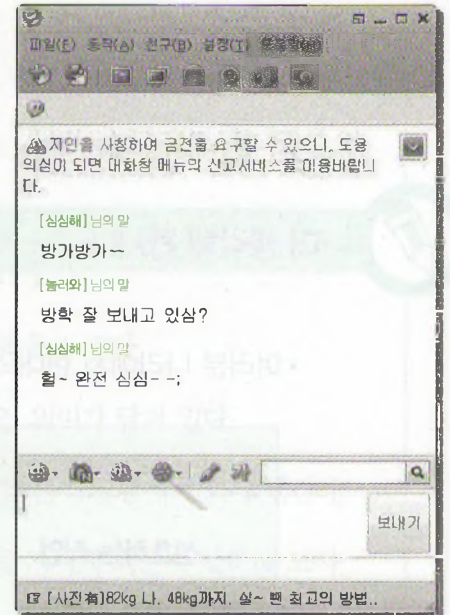 파일(F) 동작(A) 친구(B) 설정(I) 도움말(H)
지인을 사칭하여 금전을 요구할 수 있으니, 도용
의심이 되면 대화창 메뉴의 신고서비스를 이용바랍니
다.
[심심해]님의 말
방가방가~
[놀러와]님의 말
방학 잘 보내고 있삼?
[심심해]님의 말
헐~ 완전 심심- -;
보내기
☞ [사진有]82kg 나, 48kg까지, 살~ 뺀 최고의 방법..